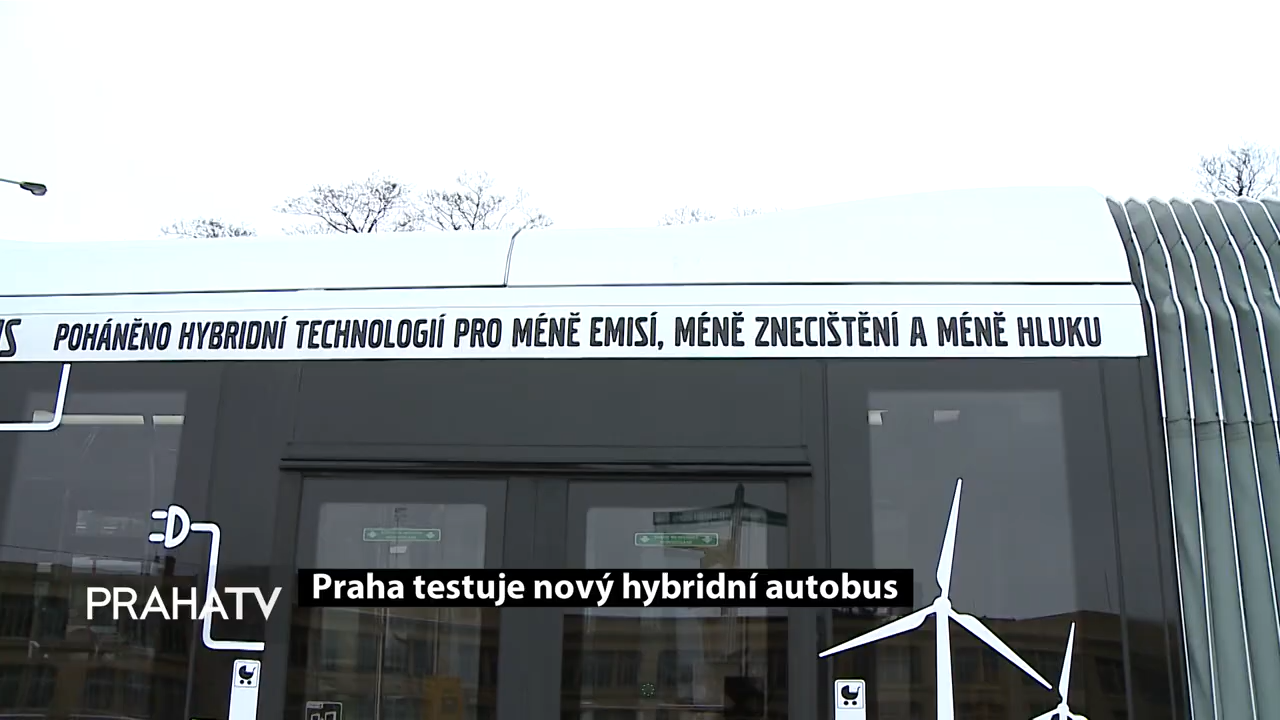 POHÁNĚNO HYBRIDNÍ TECHNOLOGIÍ PRO MÉNĚ EMISÍ, MÉNĚ ZNECIŠTĚNÍ A MÉNĚ HLUKU
Praha testuje nový hybridní autobus
PRAHATV